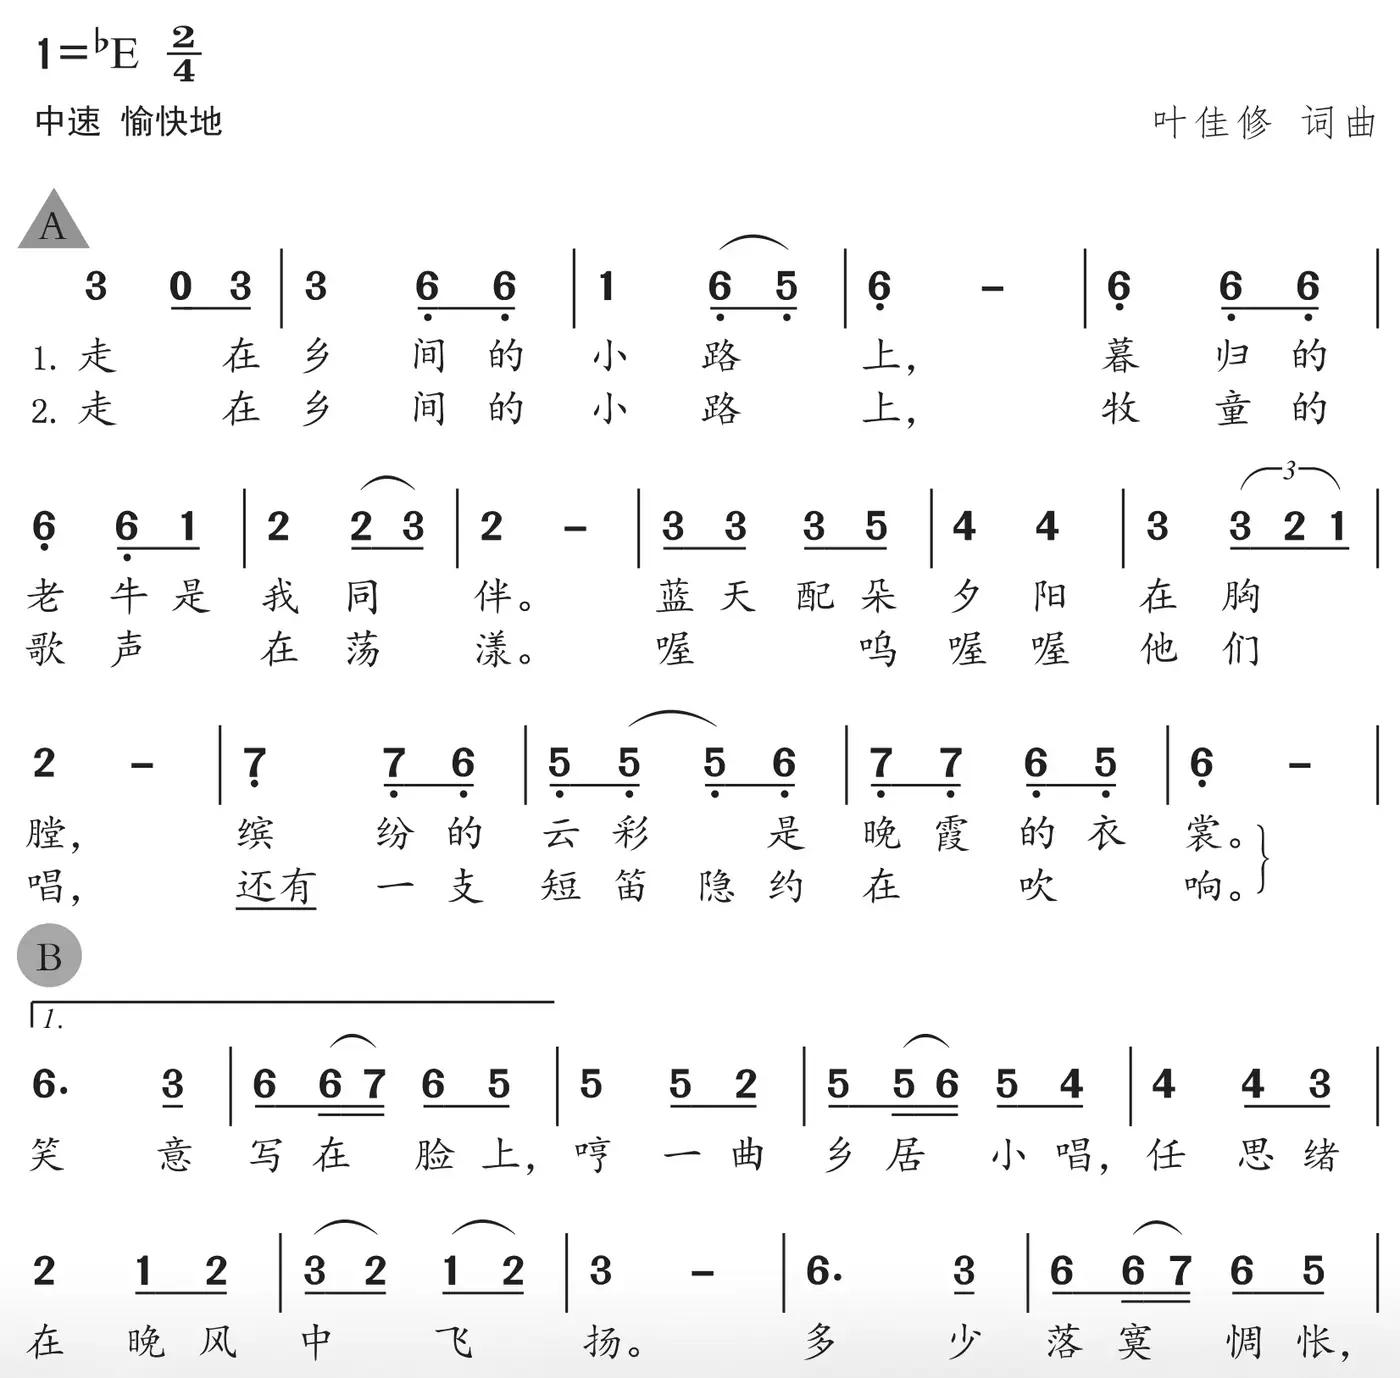 1=♭E 2/4
中速 愉快地
叶佳修 词曲
A
3 0 3 | 3 6 6 | 1 6 5 | 6 － | 6 6 6 |
1. 走 在 乡 间 的 小 路 上， 暮 归 的
2. 走 在 乡 间 的 小 路 上， 牧 童 的
3
6 6 1 | 2 2 3 | 2 － | 3 3 3 5 | 4 4 | 3 3 2 1 |
老 牛 是 我 同 伴。 蓝 天 配 朵 夕 阳 在 胸
歌 声 在 荡 漾。 喔 呜 喔 喔 他 们
2 － | 7 7 6 | 5 5 5 6 | 7 7 6 5 | 6 － |
膛， 缤 纷 的 云 彩 是 晚 霞 的 衣 裳。
唱， 还有 一 支 短 笛 隐 约 在 吹 响。
B
1.
6. 3 | 6 6 7 6 5 | 5 5 2 | 5 5 6 5 4 | 4 4 3 |
笑 意 写 在 脸 上， 哼 一 曲 乡 居 小 唱， 任 思 绪
2 1 2 | 3 2 1 2 | 3 － | 6. 3 | 6 6 7 6 5 |
在 晚 风 中 飞 扬。 多 少 落 寞 惆 怅，